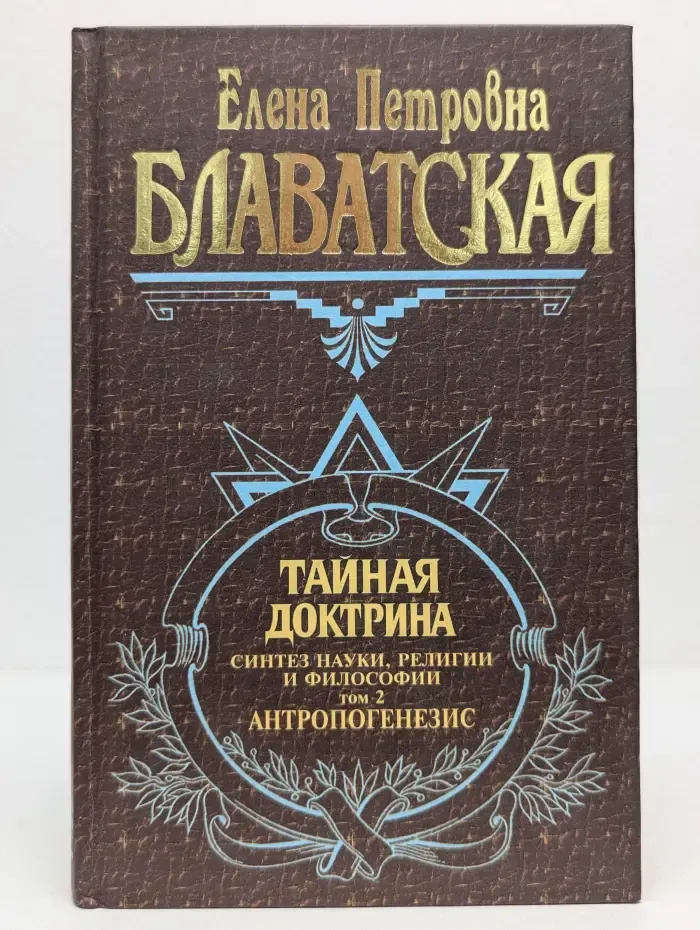 Елена Петровна
БЛАВАТСКАЯ
ТАЙНАЯ
ДОКТРИНА
СИНТЕЗ НАУКИ, РЕЛИГИИ
И ФИЛОСОФИИ
ТОМ 2
АНТРОПОГЕНЕЗИС